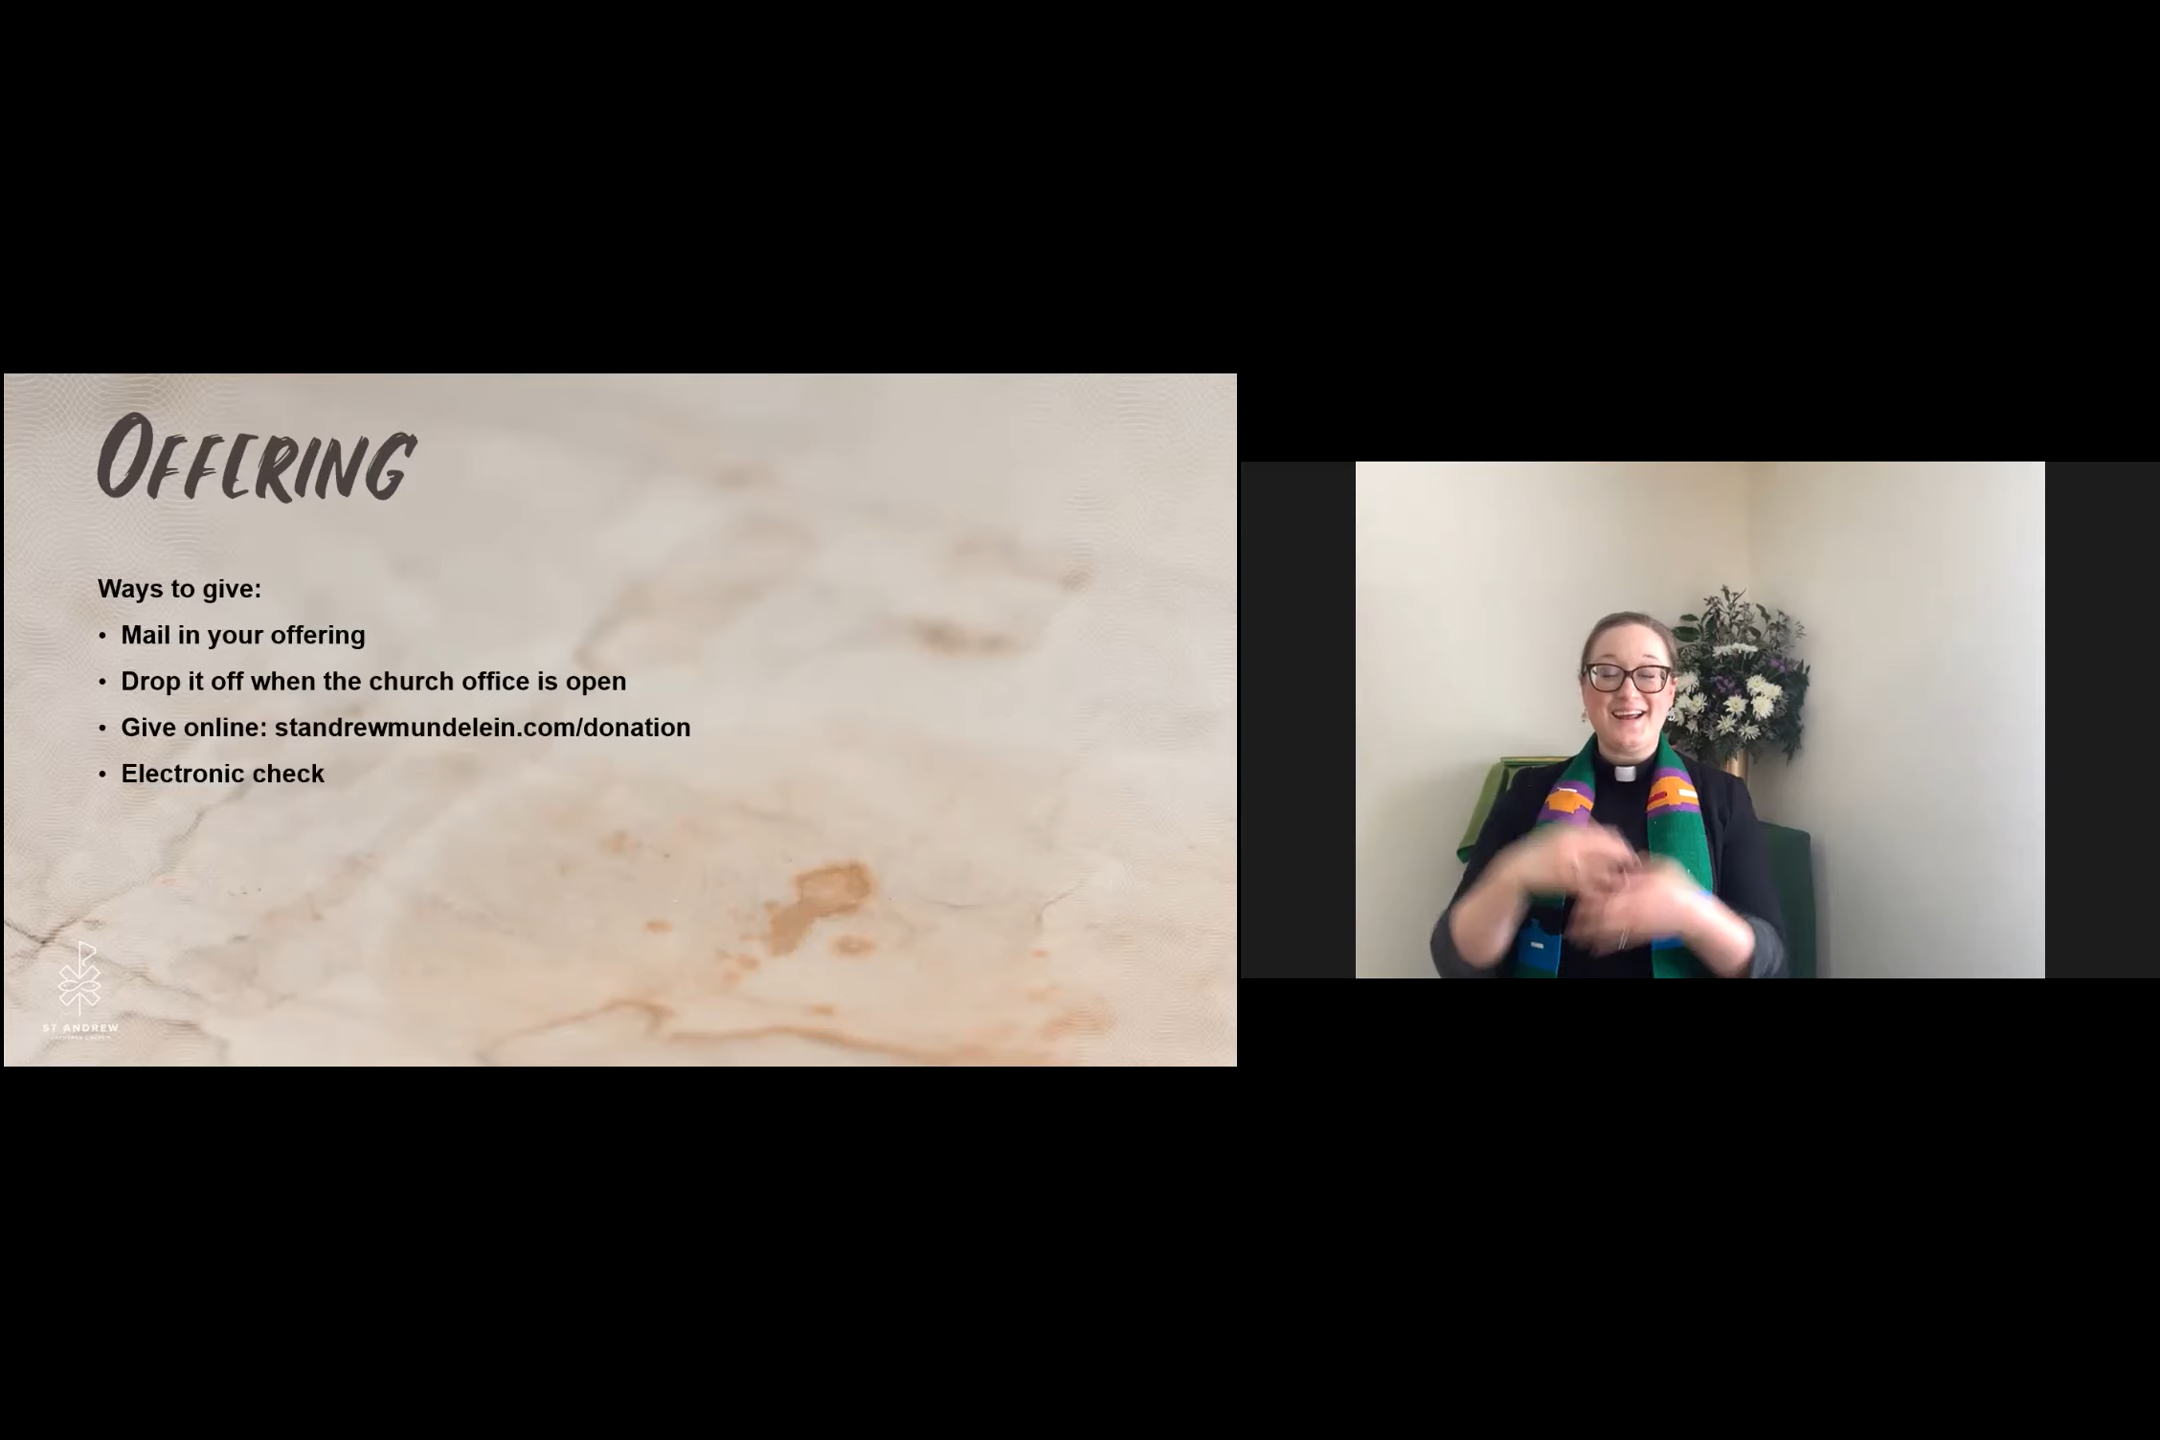 OFFERING
Ways to give:
• Mail in your offering
• Drop it off when the church office is open
• Give online: standrewmundelein.com/donation
• Electronic check
ST ANDREW